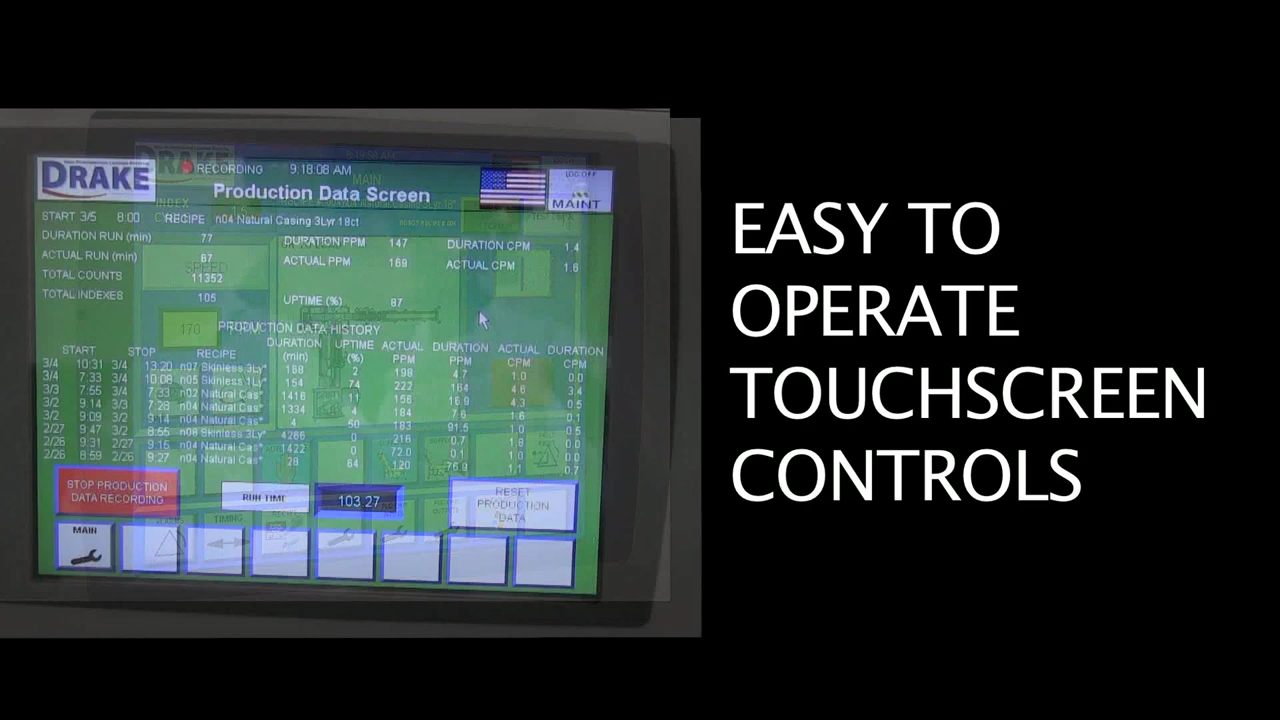 DRAKE
RECORDING 9:18:08 AM
Production Data Screen
LOG OFF
MAINT
START 3/5 8:00 RECIPE n04 Natural Casing 3Lyr 18ct
DURATION RUN (min) 77 DURATION PPM 147 DURATION CPM 1.4
ACTUAL RUN (min) 67 ACTUAL PPM 169 ACTUAL CPM 1.6
SPEED
TOTAL COUNTS 11352
TOTAL INDEXES 105 UPTIME (%) 87
170
PRODUCTION DATA HISTORY
START STOP RECIPE DURATION (min) UPTIME (%) ACTUAL PPM DURATION PPM ACTUAL CPM DURATION CPM
3/4 10:31 3/4 13:20 n07 Skinless 3Ly* 168 2 198 4.7 1.0 0.0
3/4 7:33 3/4 10:08 n05 Skinless 1Ly* 154 74 222 164 4.6 3.4
3/3 7:55 3/4 7:33 n02 Natural Cas* 1416 11 156 16.9 4.3 0.5
3/2 9:14 3/3 7:28 n04 Natural Cas* 1334 4 184 7.6 1.6 0.1
3/2 9:09 3/2 9:14 n04 Natural Cas* 4 50 183 91.5 1.0 0.5
2/27 9:47 3/2 8:55 n08 Skinless 3Ly* 4266 0 216 0.7 1.8 0.0
2/26 9:31 2/27 9:15 n04 Natural Cas* 1422 0 72.0 0.1 1.0 0.0
2/26 8:59 2/26 9:27 n04 Natural Cas* 28 64 120 76.9 1.1 0.7
STOP PRODUCTION
DATA RECORDING
RUN TIME
103.27
RESET
PRODUCTION
DATA
MAIN
TIMING
EASY TO
OPERATE
TOUCHSCREEN
CONTROLS